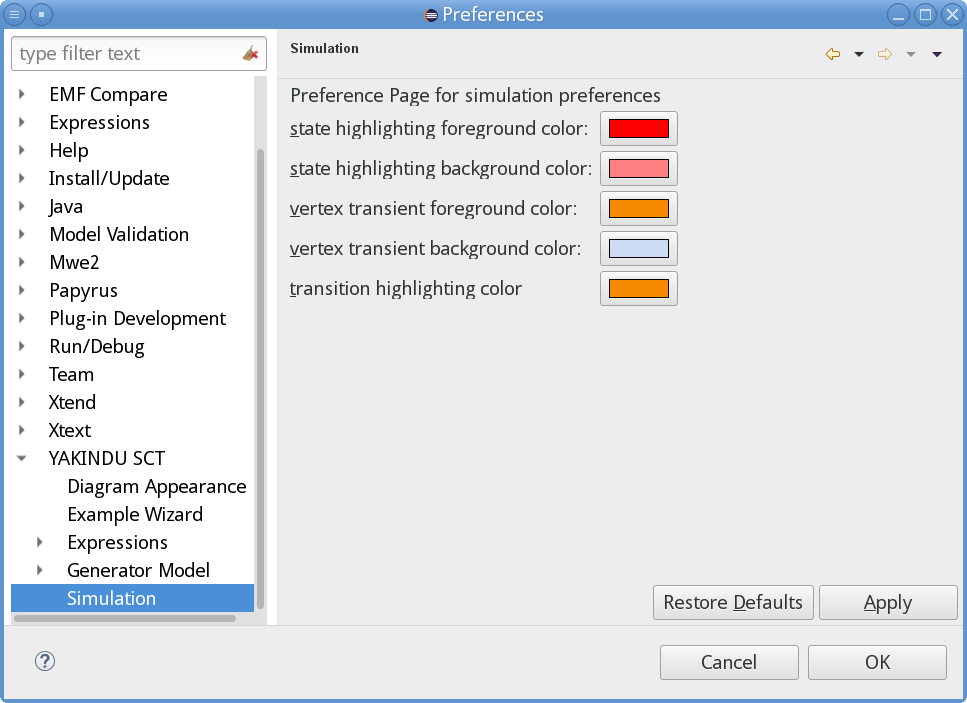 Preferences
type filter text
EMF Compare
Expressions
Help
Install/Update
Java
Model Validation
Mwe2
Papyrus
Plug-in Development
Run/Debug
Team
Xtend
Xtext
YAKINDU SCT
Diagram Appearance
Example Wizard
Expressions
Generator Model
Simulation
Simulation
Preference Page for simulation preferences
state highlighting foreground color:
state highlighting background color:
vertex transient foreground color:
vertex transient background color:
transition highlighting color
Restore Defaults
Apply
?
Cancel
OK